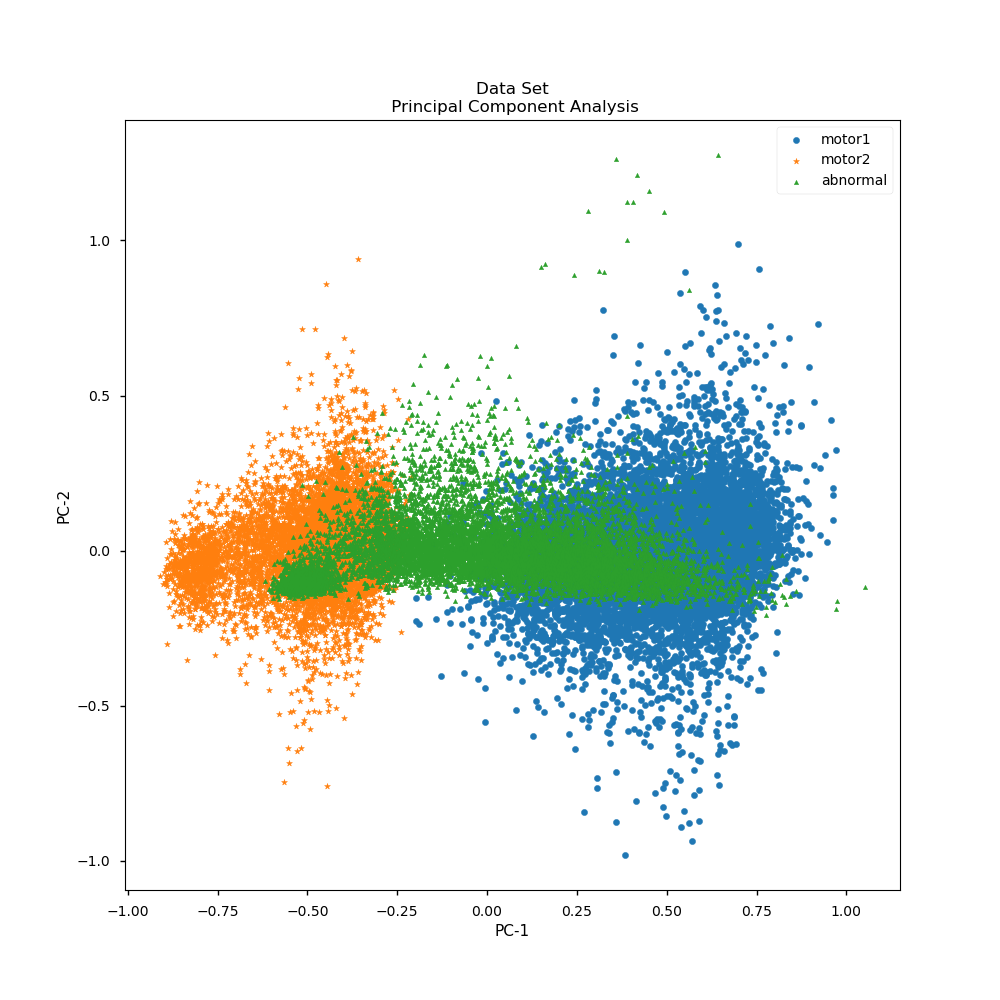 Data Set
Principal Component Analysis
motor1
motor2
abnormal
1.0
0.5
0.0
−0.5
−1.0
PC-2
−1.00 −0.75 −0.50 −0.25 0.00 0.25 0.50 0.75 1.00
PC-1